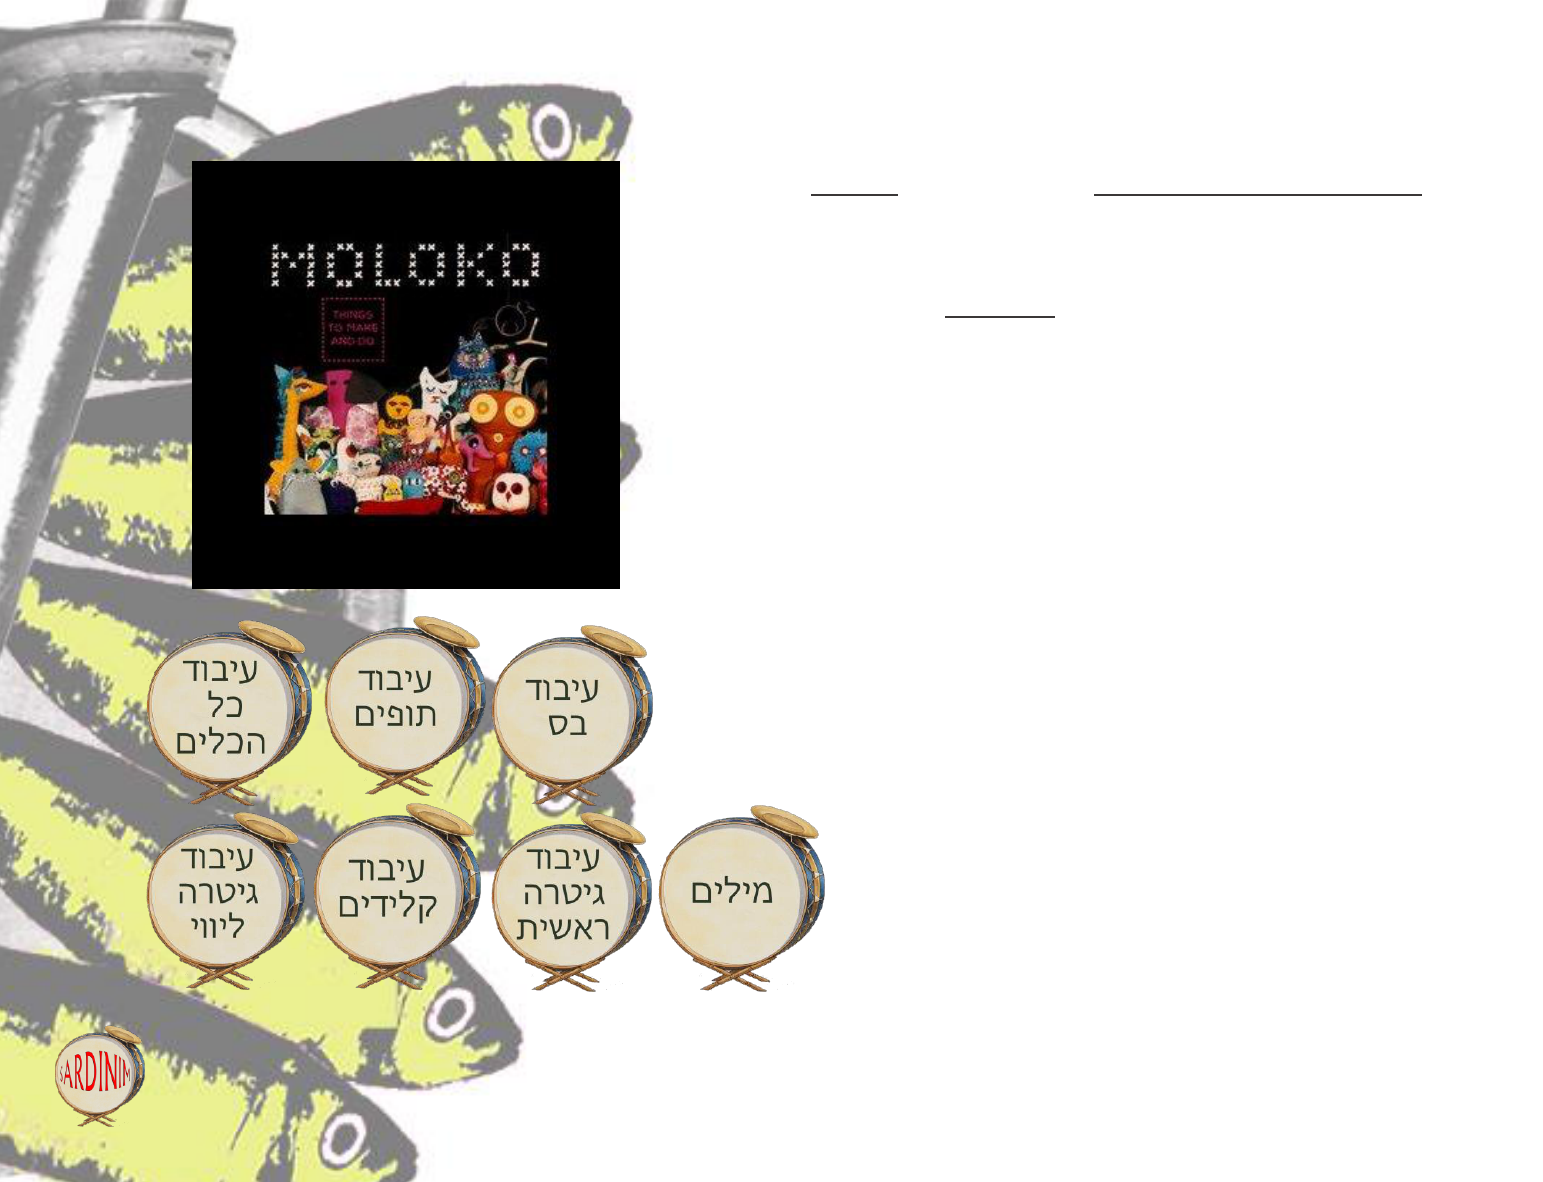 MOLOKO
THINGS
TO MAKE
AND DO
עיבוד
כל
הכלים
עיבוד
תופים
עיבוד
בס
עיבוד
גיטרה
ליווי
עיבוד
קלידים
עיבוד
גיטרה
ראשית
מילים
SARDINIM